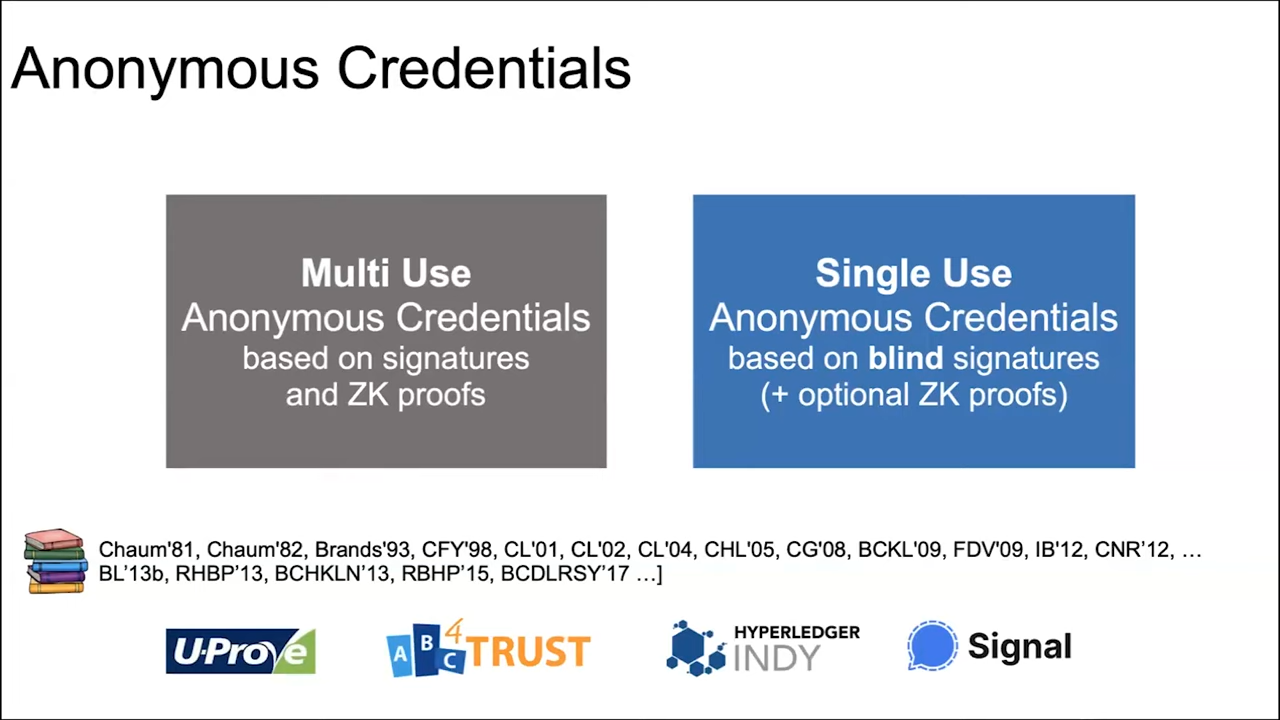 Anonymous Credentials
Multi Use
Anonymous Credentials
based on signatures
and ZK proofs
Single Use
Anonymous Credentials
based on blind signatures
(+ optional ZK proofs)
Chaum'81, Chaum'82, Brands'93, CFY'98, CL'01, CL'02, CL'04, CHL'05, CG'08, BCKL'09, FDV'09, IB'12, CNR’12, …
BL’13b, RHBP’13, BCHKLN’13, RBHP’15, BCDLRSY’17 …]
U-Prove
ABC4TRUST
HYPERLEDGER
INDY
Signal